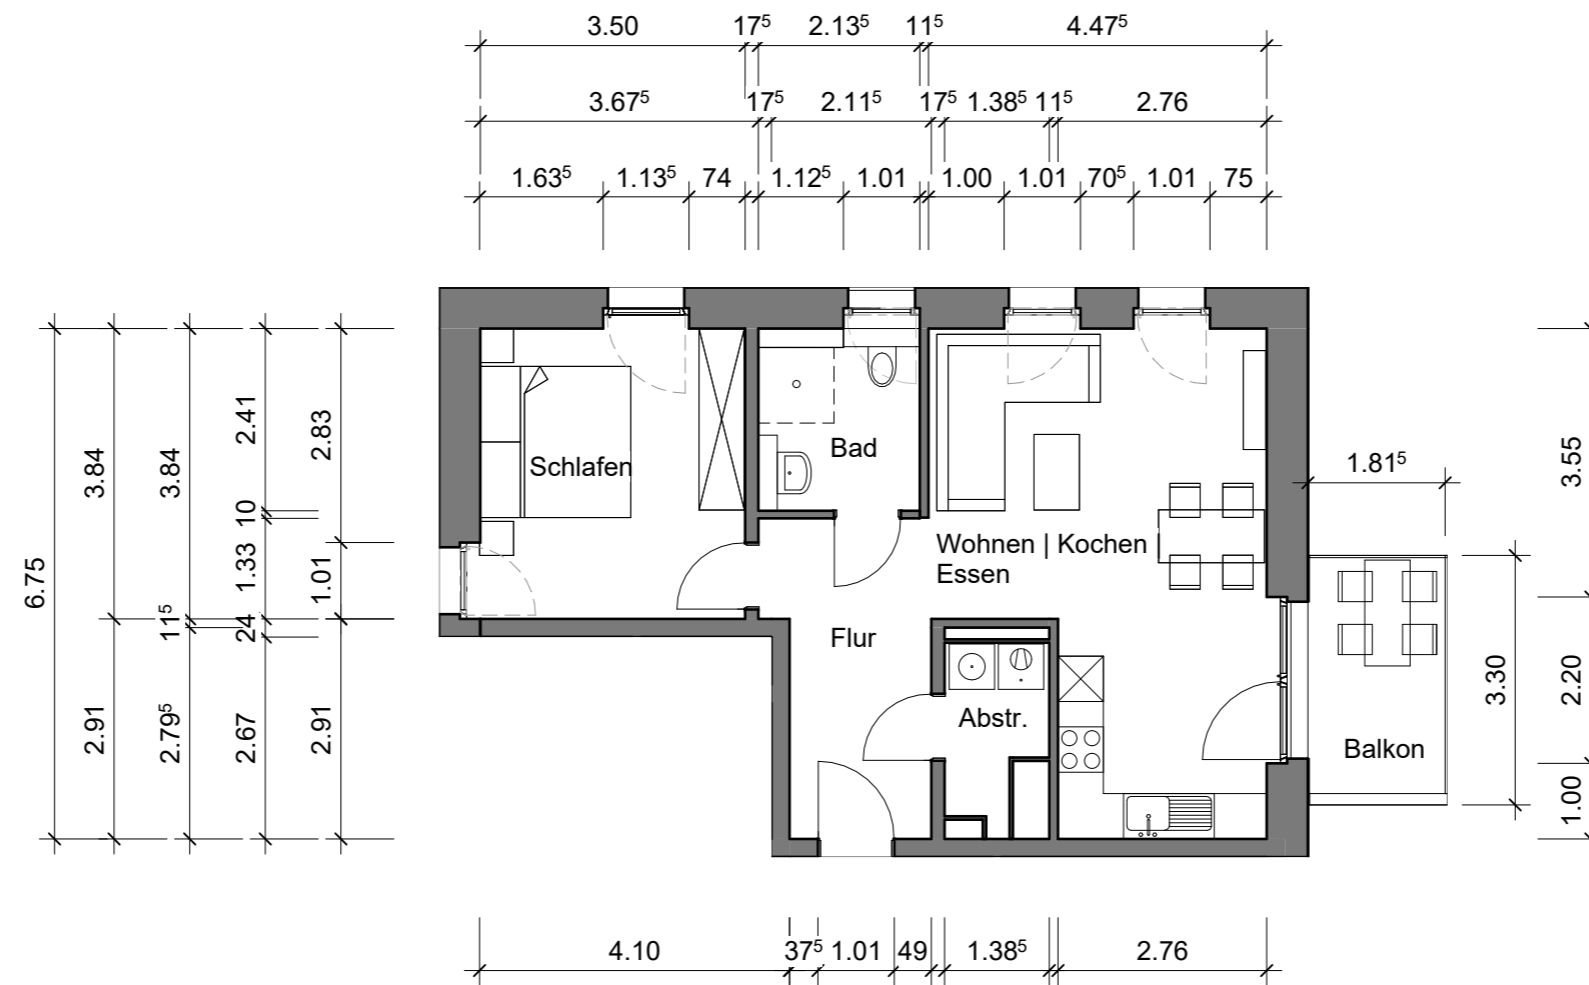 3.50 17⁵ 2.13⁵ 11⁵ 4.47⁵
3.67⁵ 17⁵ 2.11⁵ 17⁵ 1.38⁵ 11⁵ 2.76
1.63⁵ 1.13⁵ 74 1.12⁵ 1.01 1.00 1.01 70⁵ 1.01 75
6.75
3.84
2.91
3.84
11⁵
2.79⁵
2.41
10
1.33
24
2.67
2.83
1.01
2.91
Schlafen
Bad
Wohnen | Kochen
Essen
Flur
Abstr.
Balkon
1.81⁵
3.30
3.55
2.20
1.00
4.10 37⁵ 1.01 49 1.38⁵ 2.76